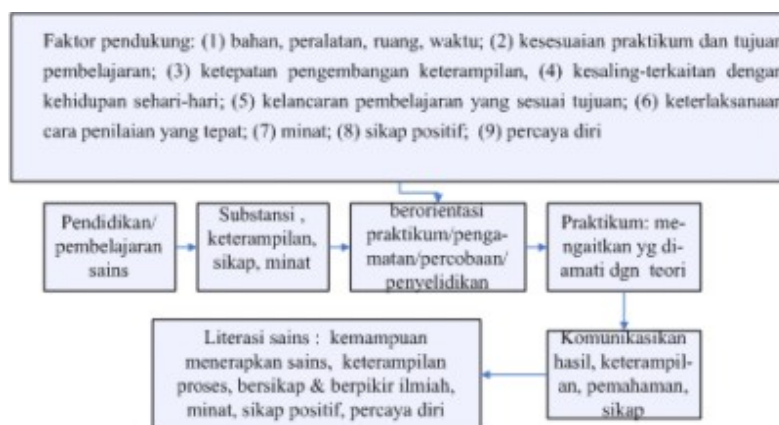 Faktor pendukung: (1) bahan, peralatan, ruang, waktu; (2) kesesuaian praktikum dan tujuan
pembelajaran; (3) ketepatan pengembangan keterampilan, (4) kesaling-terkaitan dengan
kehidupan sehari-hari; (5) kelancaran pembelajaran yang sesuai tujuan; (6) keterlaksanaan
cara penilaian yang tepat; (7) minat; (8) sikap positif; (9) percaya diri
Pendidikan/
pembelajaran
sains
Substansi ,
keterampilan,
sikap, minat
berorientasi
praktikum/penga-
matan/percobaan/
penyelidikan
Praktikum: me-
ngaitkan yg di-
amati dgn teori
Komunikasikan
hasil, keterampil-
an, pemahaman,
sikap
Literasi sains : kemampuan
menerapkan sains, keterampilan
proses, bersikap & berpikir ilmiah,
minat, sikap positif, percaya diri